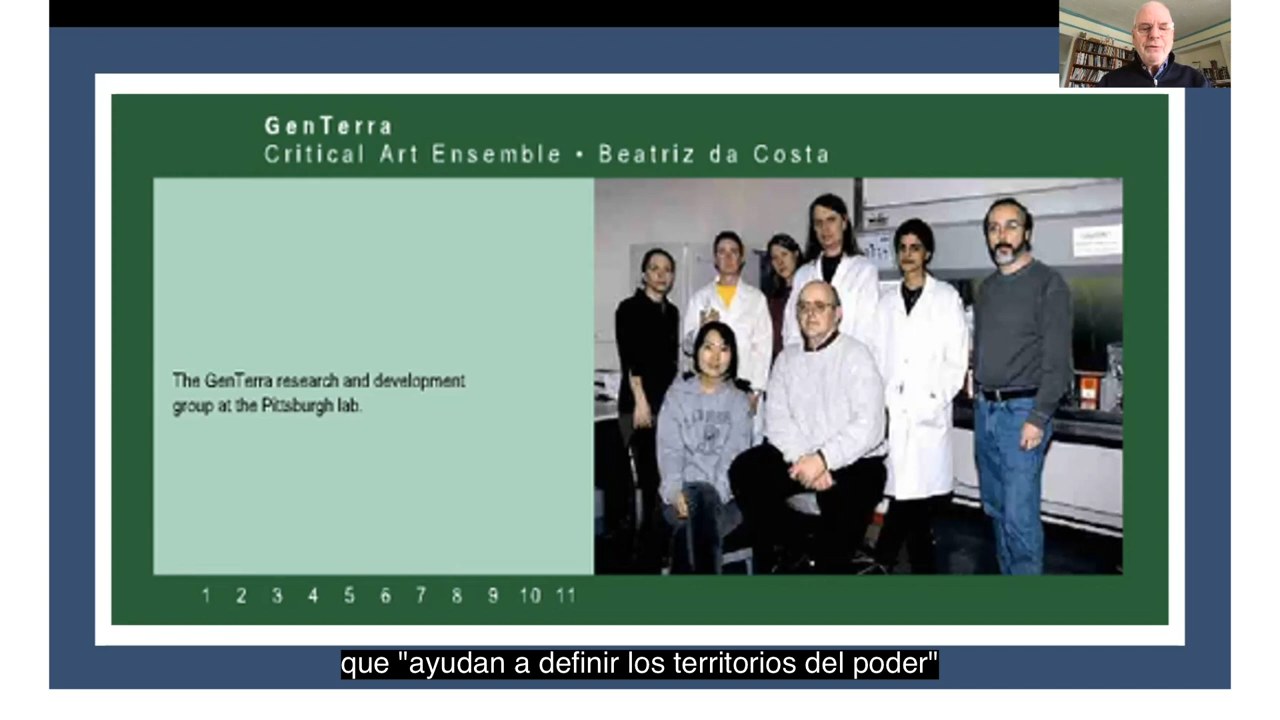 GenTerra
Critical Art Ensemble • Beatriz da Costa
The GenTerra research and development
group at the Pittsburgh lab.
1 2 3 4 5 6 7 8 9 10 11
que "ayudan a definir los territorios del poder"